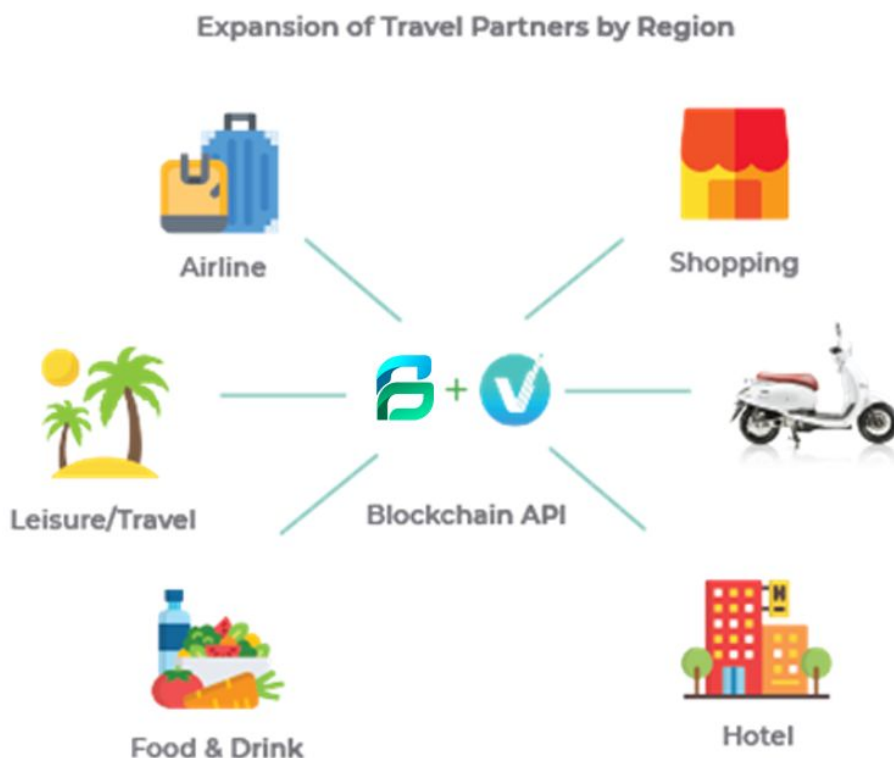 Expansion of Travel Partners by Region
Airline
Shopping
+
Leisure/Travel
Blockchain API
Food & Drink
H
Hotel